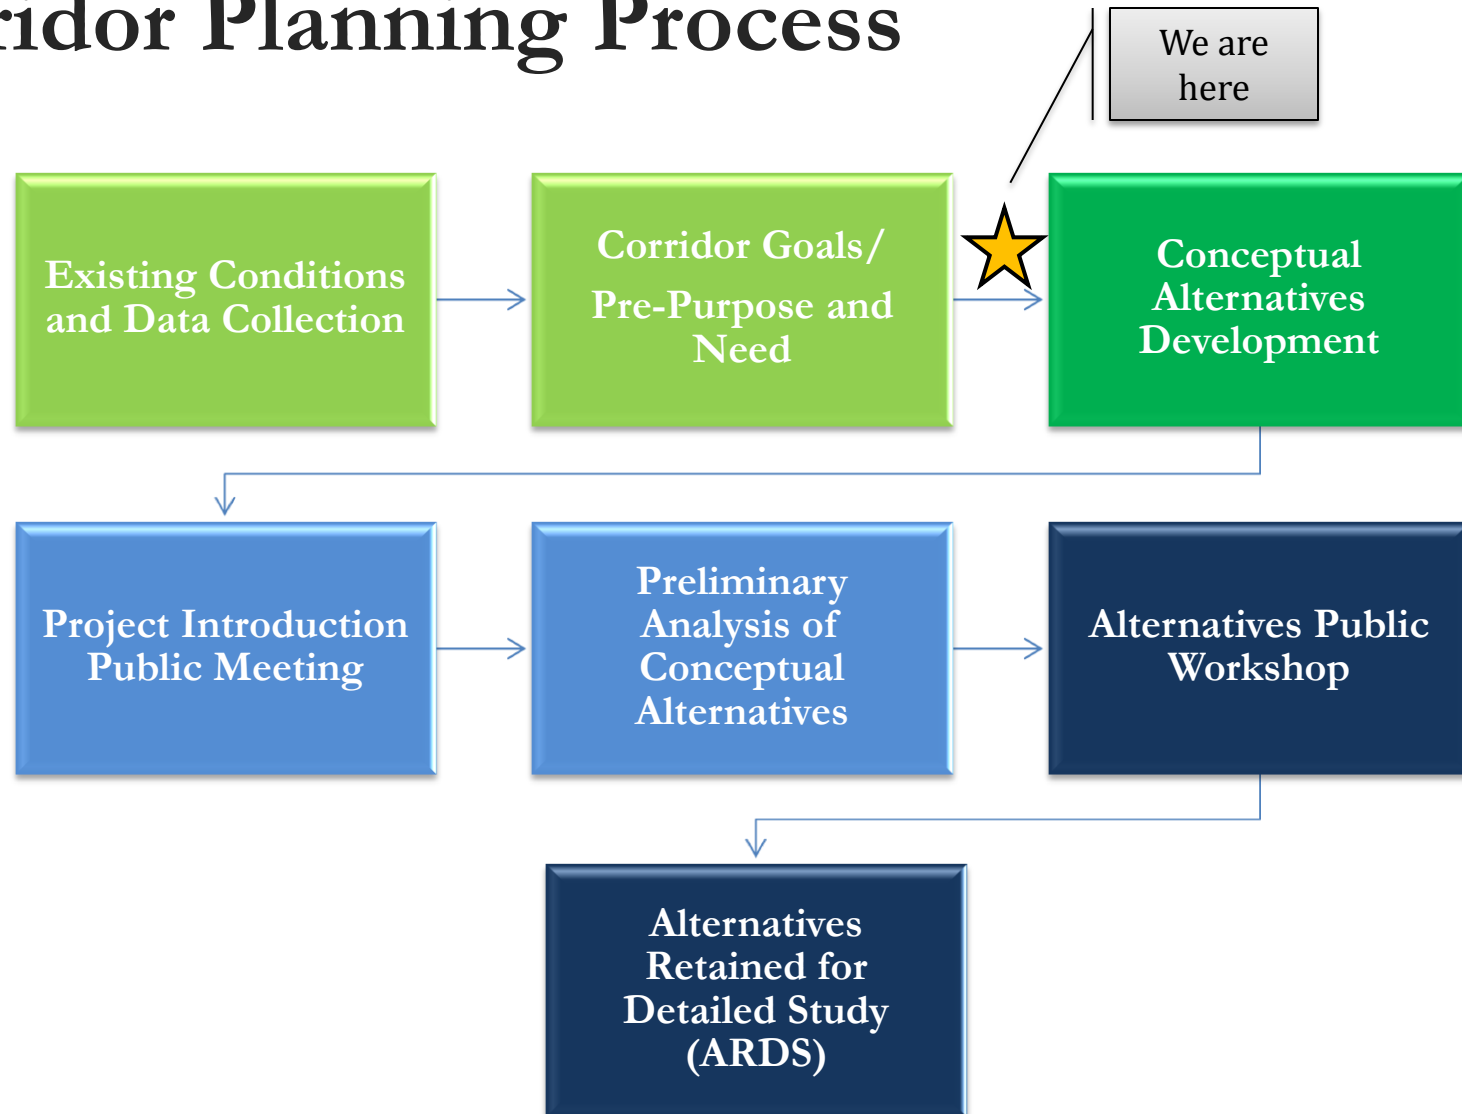 ridor Planning Process
We are
here
Existing Conditions
and Data Collection
Corridor Goals/
Pre-Purpose and
Need
Conceptual
Alternatives
Development
Project Introduction
Public Meeting
Preliminary
Analysis of
Conceptual
Alternatives
Alternatives Public
Workshop
Alternatives
Retained for
Detailed Study
(ARDS)